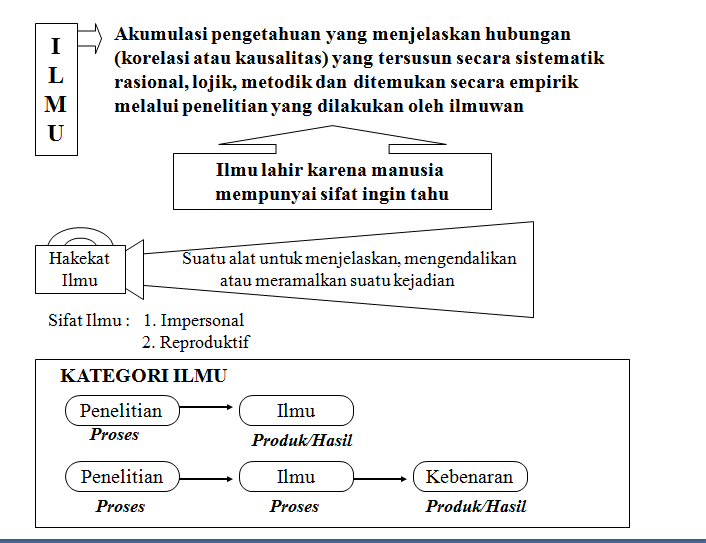 I
L
M
U
Akumulasi pengetahuan yang menjelaskan hubungan
(korelasi atau kausalitas) yang tersusun secara sistematik
rasional, lojik, metodik dan ditemukan secara empirik
melalui penelitian yang dilakukan oleh ilmuwan
Ilmu lahir karena manusia
mempunyai sifat ingin tahu
Hakekat
Ilmu
Suatu alat untuk menjelaskan, mengendalikan
atau meramalkan suatu kejadian
Sifat Ilmu : 1. Impersonal
2. Reproduktif
KATEGORI ILMU
Penelitian Ilmu
Proses Produk/Hasil
Penelitian Ilmu Kebenaran
Proses Proses Produk/Hasil